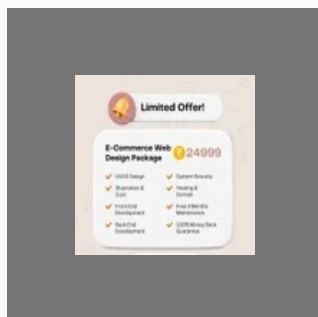 Limited Offer!
E-Commerce Web
Design Package
₹24999
UI/UX Design
Illustration &
Icon
Front End
Development
Back End
Development
System Security
Hosting &
Domain
Free 3 Months
Maintenance
100% Money Back
Guarantee